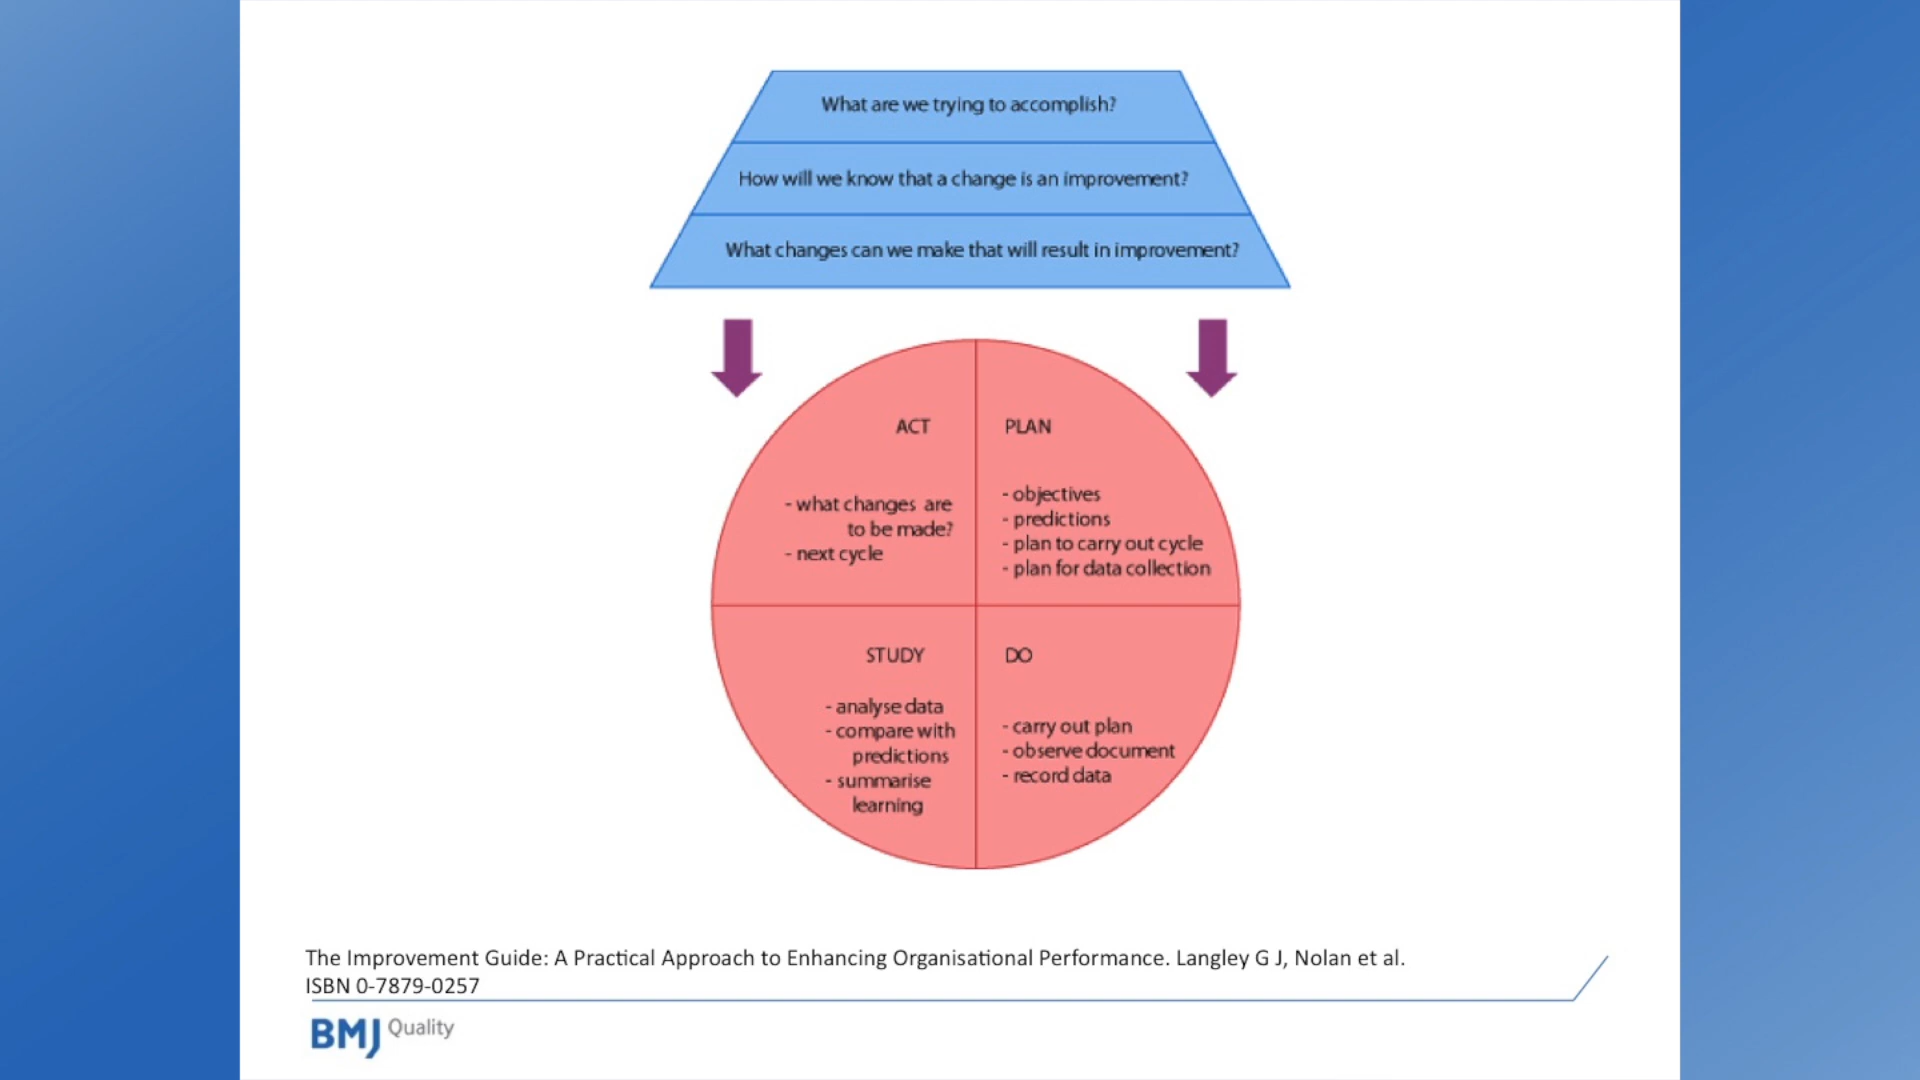 What are we trying to accomplish?
How will we know that a change is an improvement?
What changes can we make that will result in improvement?
ACT
- what changes are
to be made?
- next cycle
PLAN
- objectives
- predictions
- plan to carry out cycle
- plan for data collection
STUDY
- analyse data
- compare with
predictions
- summarise
learning
DO
- carry out plan
- observe document
- record data
The Improvement Guide: A Practical Approach to Enhancing Organisational Performance. Langley G J, Nolan et al.
ISBN 0-7879-0257
BMJ Quality